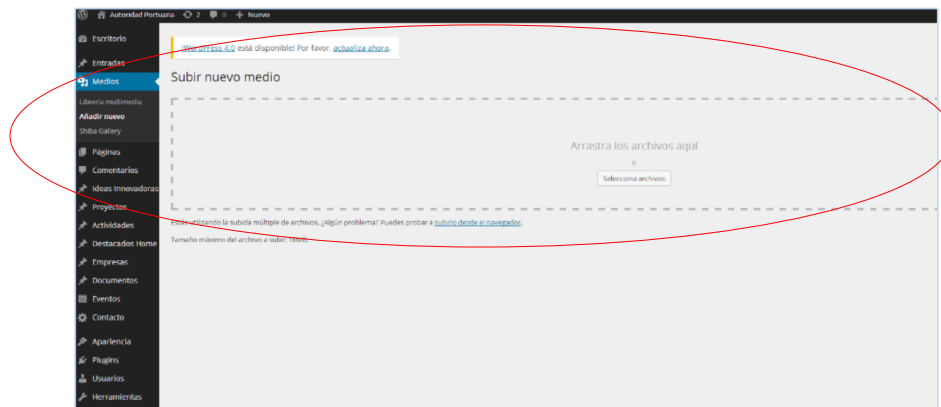 Autoridad Portuaria 2 0 + Nuevo
Escritorio
Entradas
Medios
Librería multimedia
Añadir nuevo
Shiba Gallery
Páginas
Comentarios
Ideas Innovadoras
Proyectos
Actividades
Destacados Home
Empresas
Documentos
Eventos
Contacto
Apariencia
Plugins
Usuarios
Herramientas
¡WordPress 4.0 está disponible! Por favor, actualiza ahora.
Subir nuevo medio
Arrastra los archivos aquí
o
Selecciona archivos
Estás utilizando la subida múltiple de archivos. ¿Algún problema? Puedes probar a subirlo desde el navegador.
Tamaño máximo del archivo a subir: